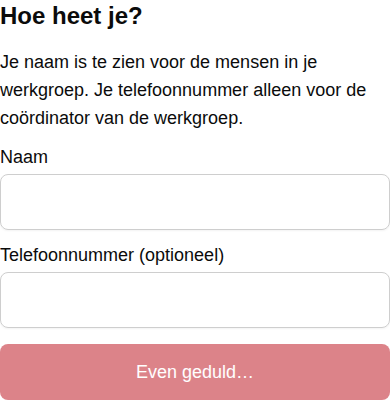 Hoe heet je?
Je naam is te zien voor de mensen in je
werkgroep. Je telefoonnummer alleen voor de
coördinator van de werkgroep.
Naam
Telefoonnummer (optioneel)
Even geduld…